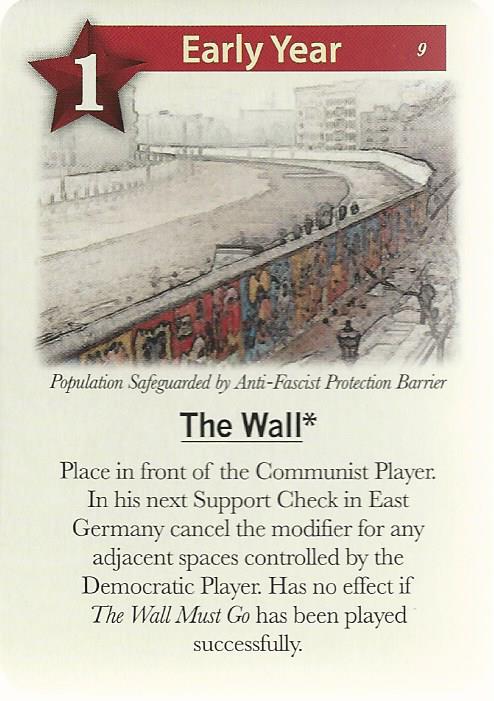 Early Year
9
1
Population Safeguarded by Anti-Fascist Protection Barrier
The Wall*
Place in front of the Communist Player.
In his next Support Check in East
Germany cancel the modifier for any
adjacent spaces controlled by the
Democratic Player. Has no effect if
The Wall Must Go has been played
successfully.